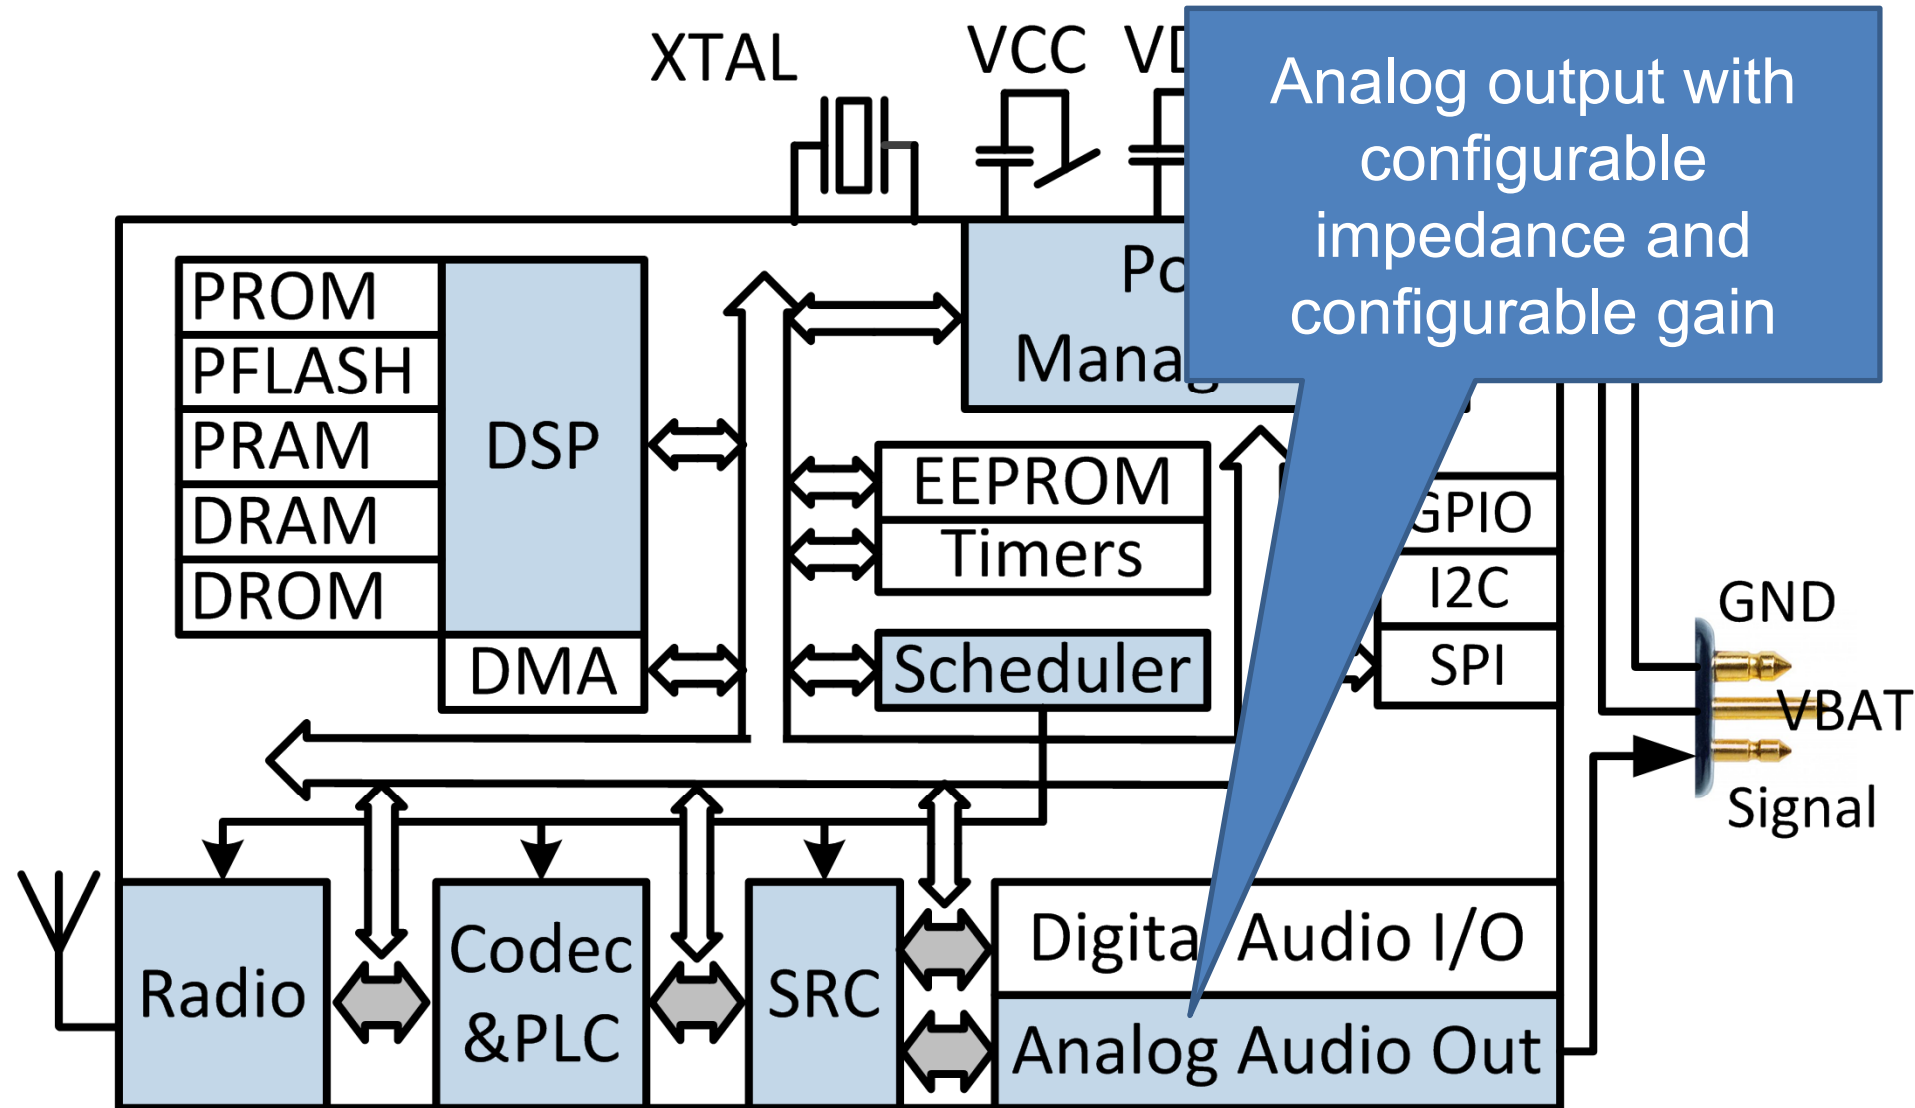 XTAL
VCC
Analog output with
configurable
impedance and
configurable gain
PROM
PFLASH
PRAM
DRAM
DROM
DSP
DMA
EEPROM
Timers
Scheduler
GPIO
I2C
SPI
GND
VBAT
Signal
Radio
Codec
&PLC
SRC
Digital Audio I/O
Analog Audio Out